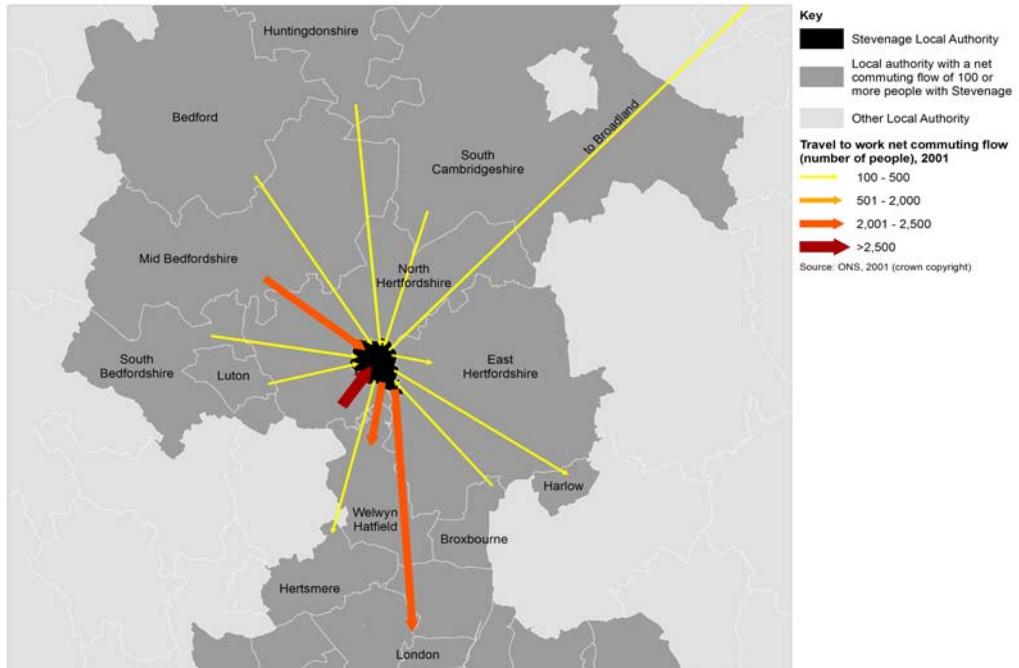 Huntingdonshire
Bedford
to Broadland
South
Cambridgeshire
Mid Bedfordshire
North
Hertfordshire
South
Bedfordshire
Luton
East
Hertfordshire
Harlow
Welwyn
Hatfield
Broxbourne
Hertsmere
London
Key
Stevenage Local Authority
Local authority with a net
commuting flow of 100 or
more people with Stevenage
Other Local Authority
Travel to work net commuting flow
(number of people), 2001
100 - 500
501 - 2,000
2,001 - 2,500
>2,500
Source: ONS, 2001 (crown copyright)